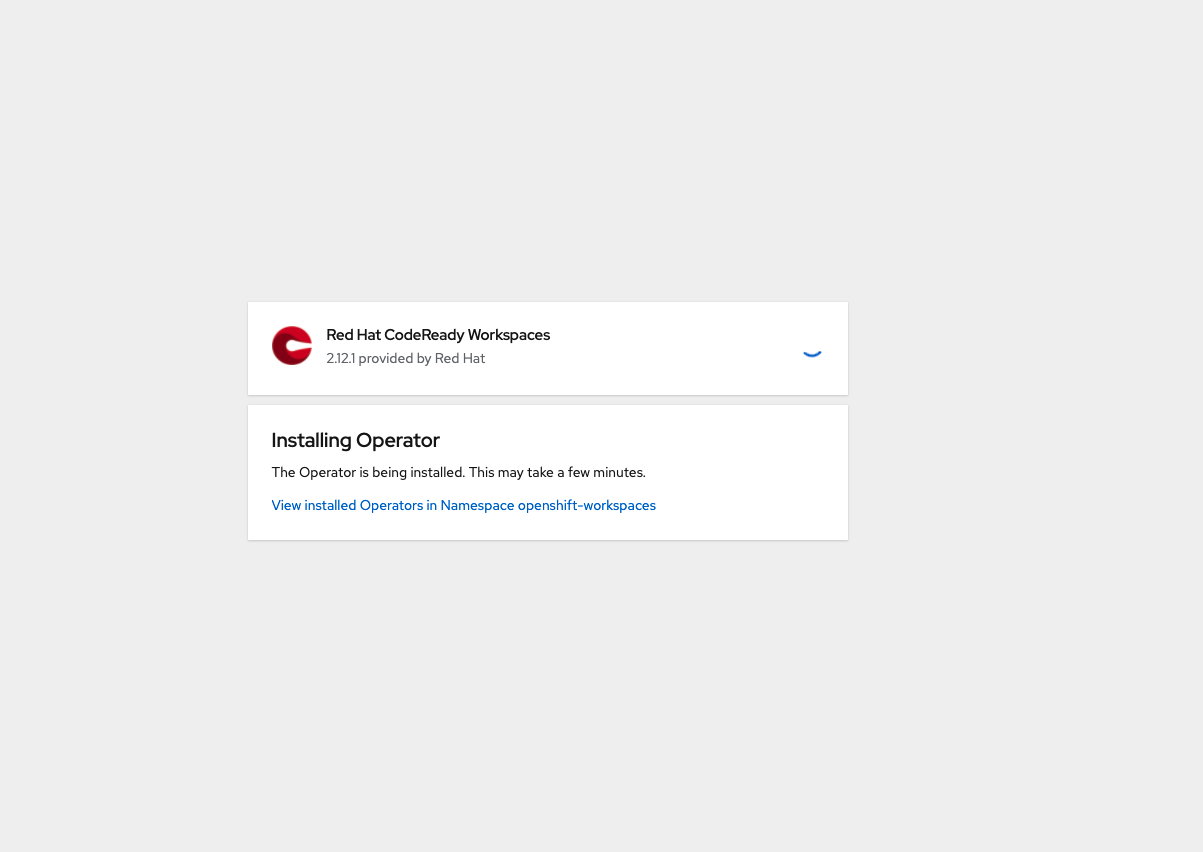 Red Hat CodeReady Workspaces
2.12.1 provided by Red Hat
Installing Operator
The Operator is being installed. This may take a few minutes.
View installed Operators in Namespace openshift-workspaces